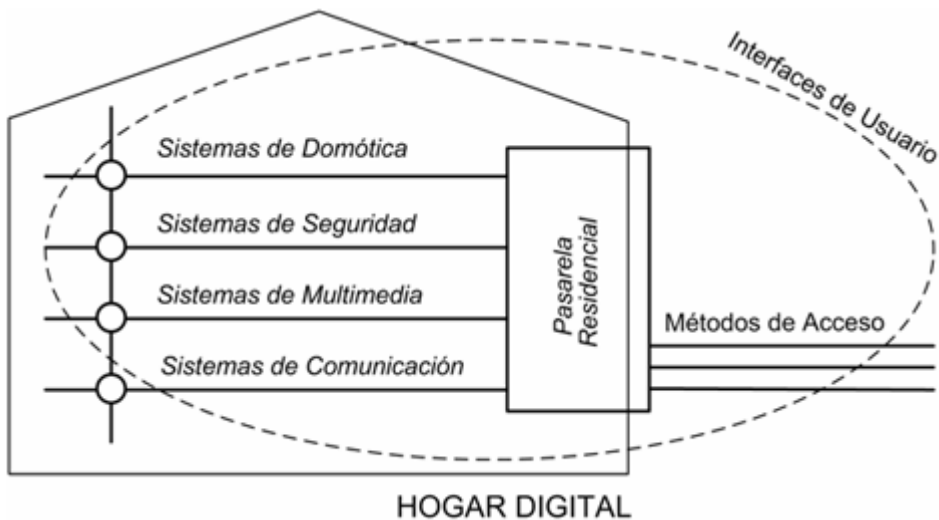 Interfaces de Usuario
Sistemas de Domótica
Sistemas de Seguridad
Sistemas de Multimedia
Sistemas de Comunicación
Pasarela
Residencial
Métodos de Acceso
HOGAR DIGITAL